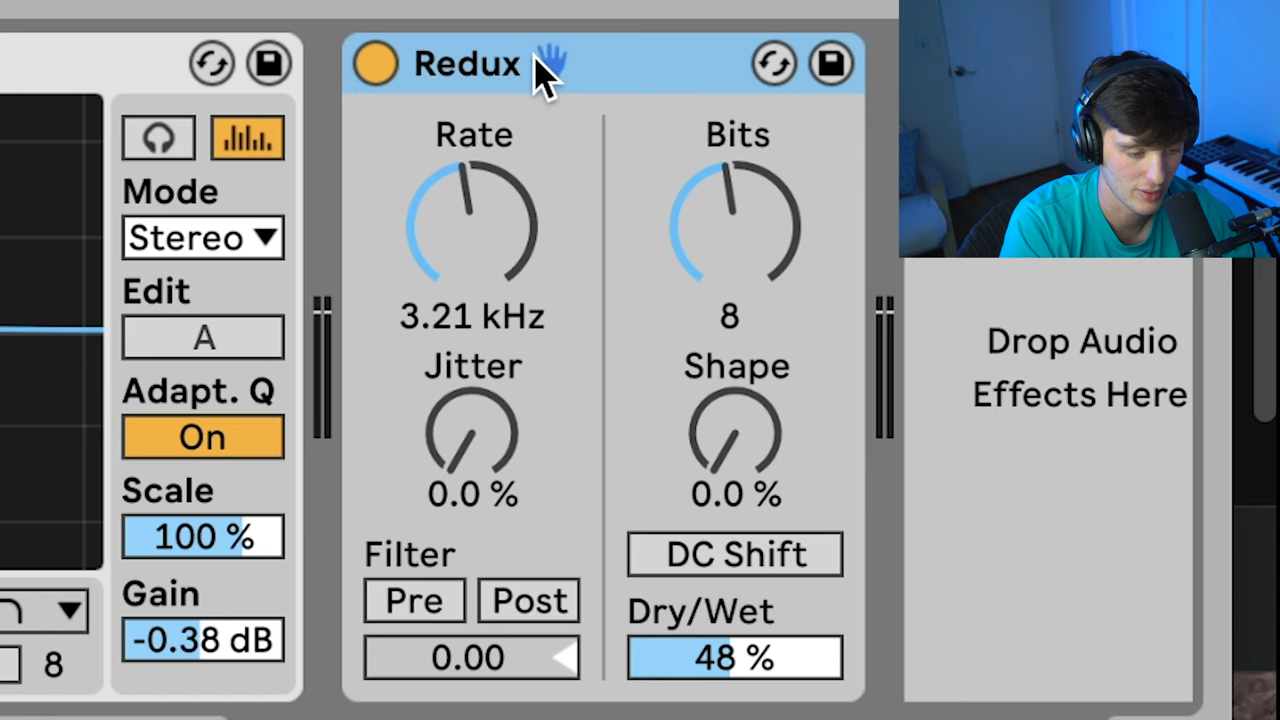 Mode
Stereo
Edit
A
Adapt. Q
On
Scale
100 %
Gain
-0.38 dB
8
Redux
Rate
3.21 kHz
Jitter
0.0 %
Filter
Pre Post
0.00
Bits
8
Shape
0.0 %
DC Shift
Dry/Wet
48 %
Drop Audio
Effects Here